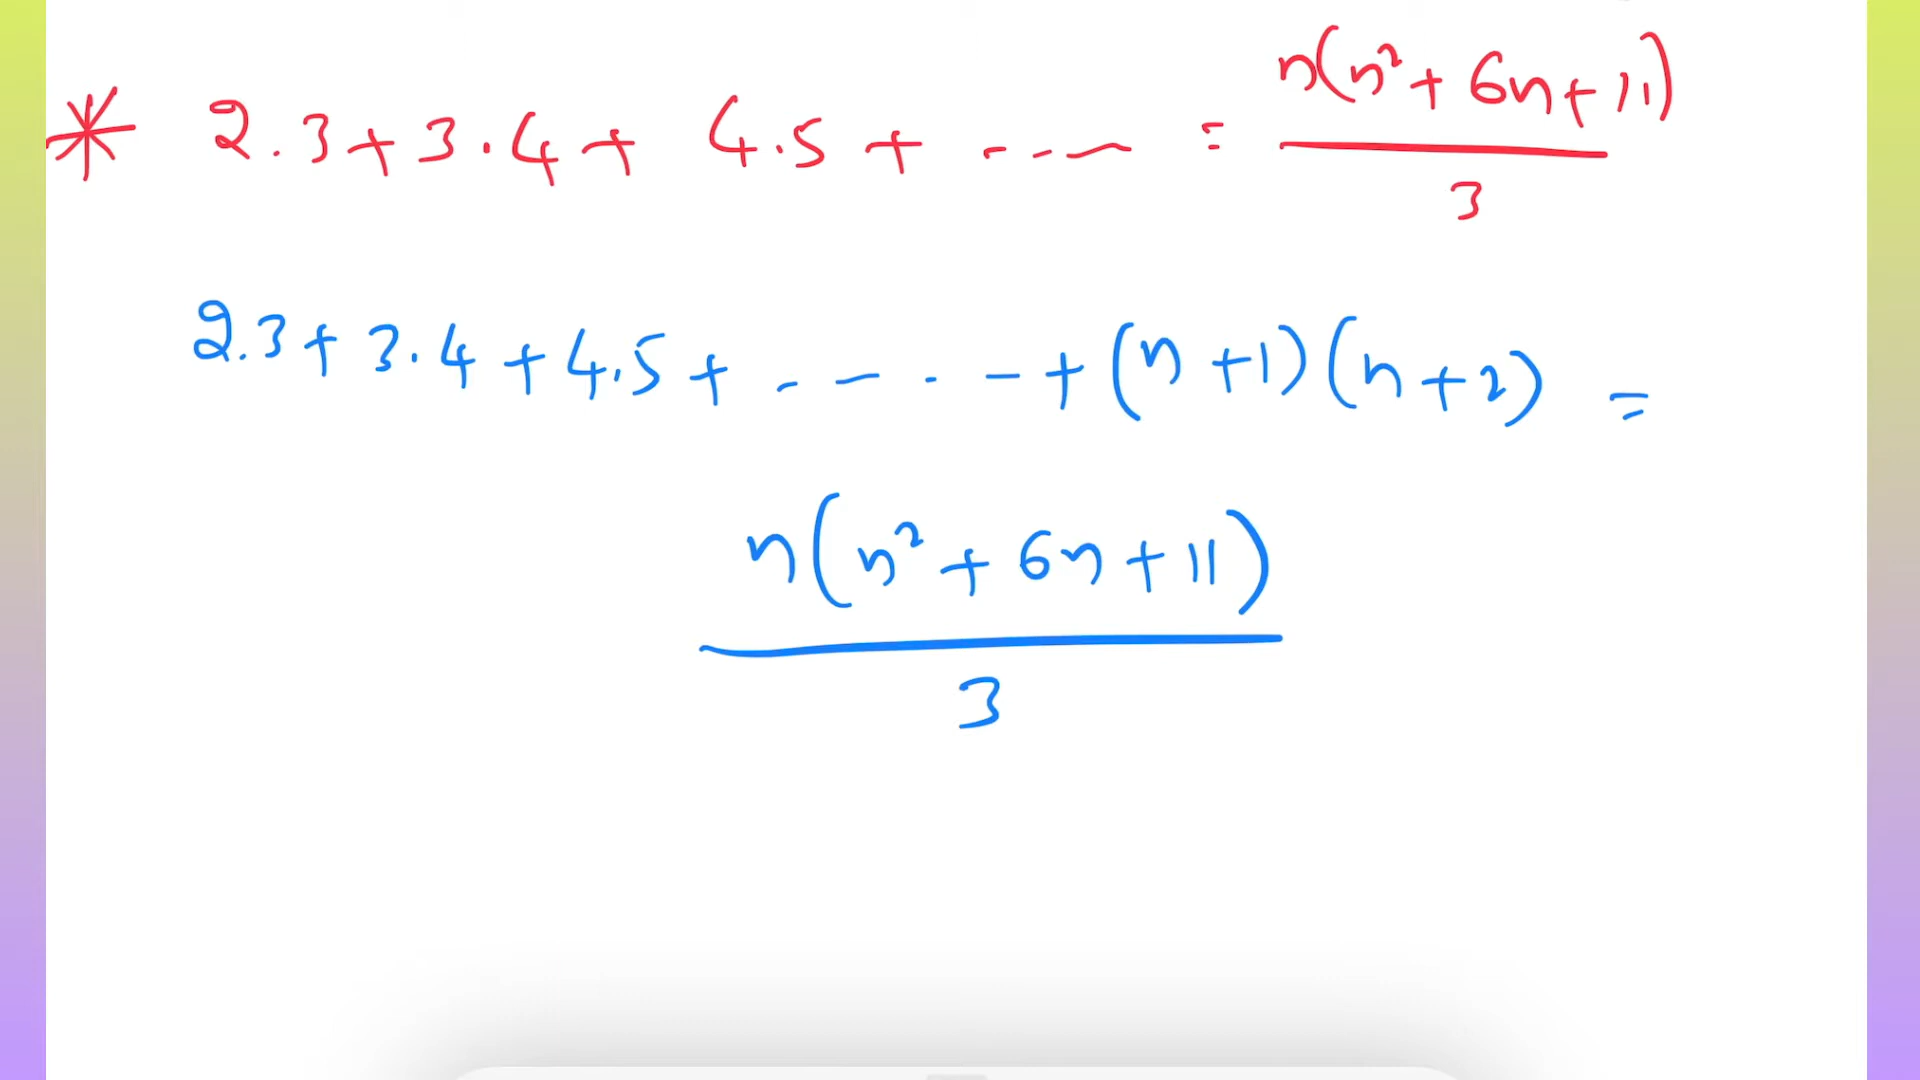 * 2.3 + 3.4 + 4.5 + ---- = n(n² + 6n + 11) / 3
2.3 + 3.4 + 4.5 + - - . - + (n + 1) (n + 2) =
n(n² + 6n + 11)
3